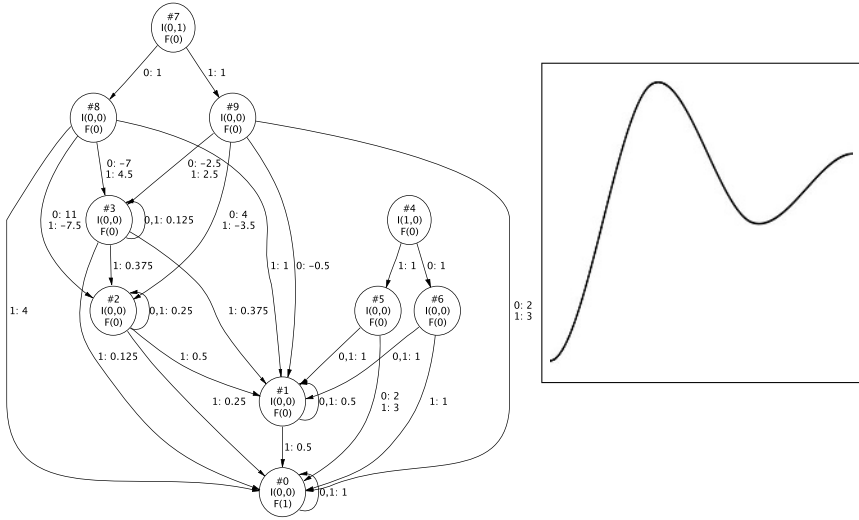 #7
I(0,1)
F(0)
0: 1
1: 1
#8
I(0,0)
F(0)
#9
I(0,0)
F(0)
0: −7
1: 4.5
0: −2.5
1: 2.5
#3
I(0,0)
F(0)
0,1: 0.125
0: 11
1: −7.5
0: 4
1: −3.5
#4
I(1,0)
F(0)
1: 1
0: 1
1: 0.375
1: 1
0: −0.5
#2
I(0,0)
F(0)
0,1: 0.25
#5
I(0,0)
F(0)
#6
I(0,0)
F(0)
1: 4
1: 0.375
0: 2
1: 3
1: 0.125
1: 0.5
0,1: 1
0,1: 1
1: 0.25
#1
I(0,0)
F(0)
0,1: 0.5
0: 2
1: 3
1: 1
1: 0.5
#0
I(0,0)
F(1)
0,1: 1